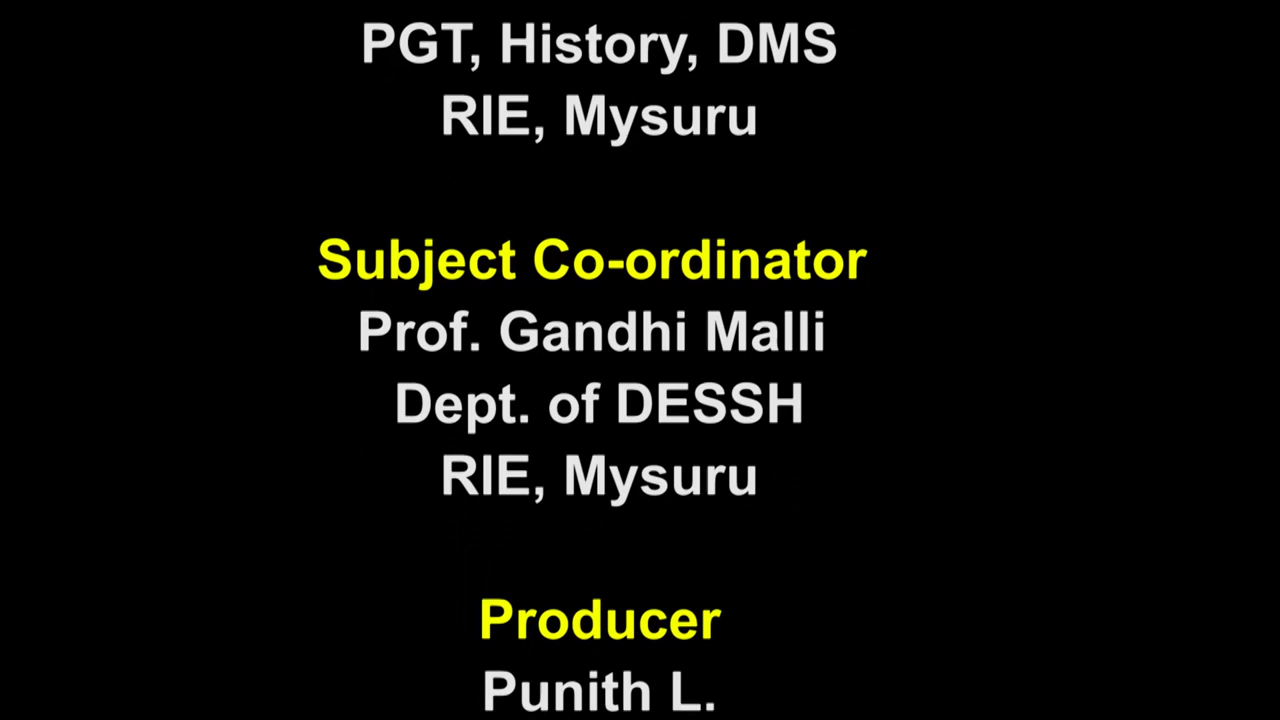 PGT, History, DMS
RIE, Mysuru
Subject Co-ordinator
Prof. Gandhi Malli
Dept. of DESSH
RIE, Mysuru
Producer
Punith L.